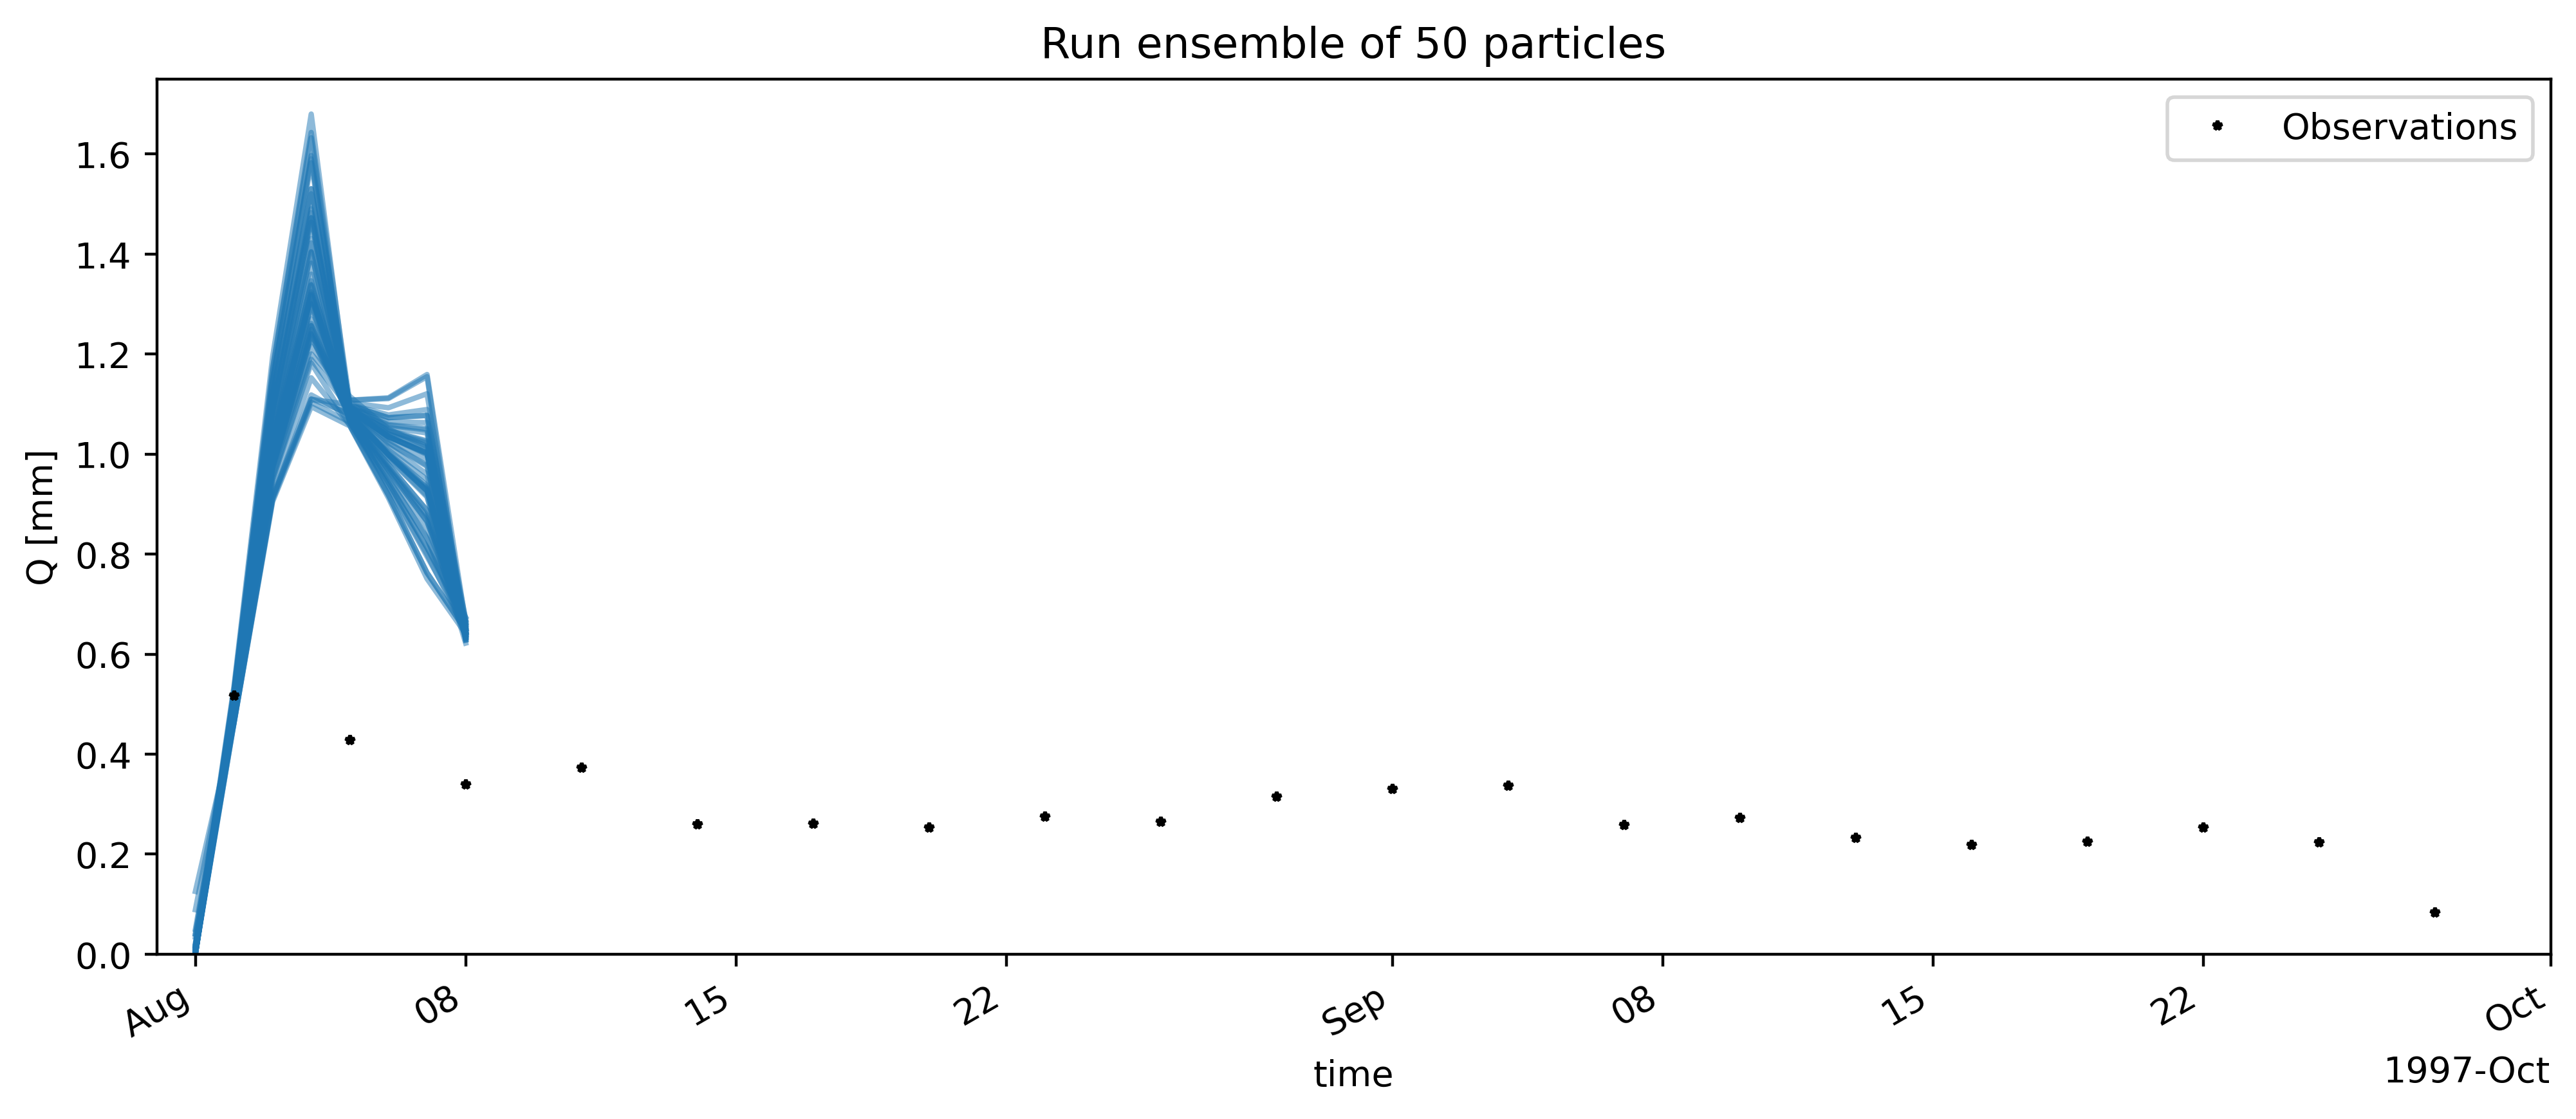 Run ensemble of 50 particles
Observations
Q [mm]
1.6
1.4
1.2
1.0
0.8
0.6
0.4
0.2
0.0
Aug
08
15
22
Sep
08
15
22
Oct
time
1997-Oct